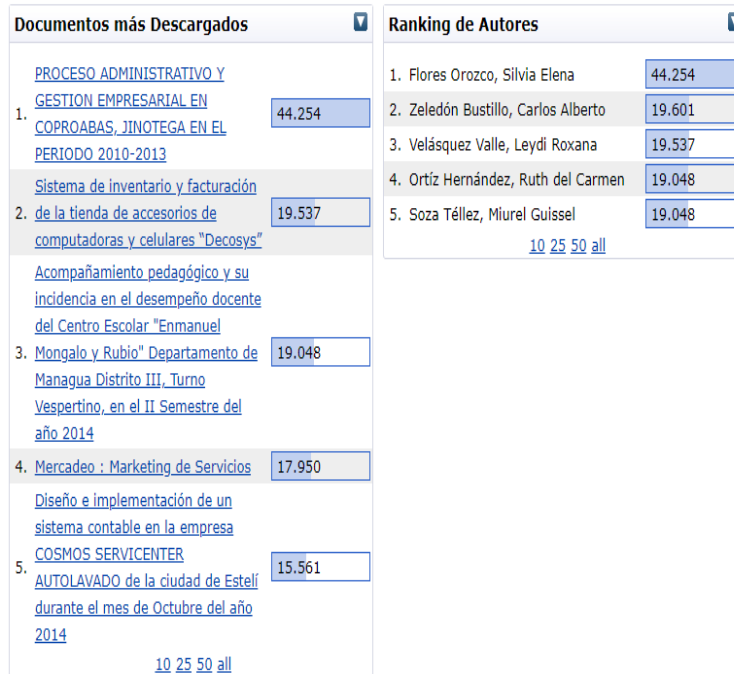 Documentos más Descargados
1. PROCESO ADMINISTRATIVO Y
GESTION EMPRESARIAL EN
COPROABAS, JINOTEGA EN EL
PERIODO 2010-2013
44.254
2. Sistema de inventario y facturación
de la tienda de accesorios de
computadoras y celulares “Decosys”
19.537
3. Acompañamiento pedagógico y su
incidencia en el desempeño docente
del Centro Escolar "Enmanuel
Mongalo y Rubio" Departamento de
Managua Distrito III, Turno
Vespertino, en el II Semestre del
año 2014
19.048
4. Mercadeo : Marketing de Servicios
17.950
5. Diseño e implementación de un
sistema contable en la empresa
COSMOS SERVICENTER
AUTOLAVADO de la ciudad de Estelí
durante el mes de Octubre del año
2014
15.561
10 25 50 all
Ranking de Autores
1. Flores Orozco, Silvia Elena 44.254
2. Zeledón Bustillo, Carlos Alberto 19.601
3. Velásquez Valle, Leydi Roxana 19.537
4. Ortíz Hernández, Ruth del Carmen 19.048
5. Soza Téllez, Miurel Guissel 19.048
10 25 50 all